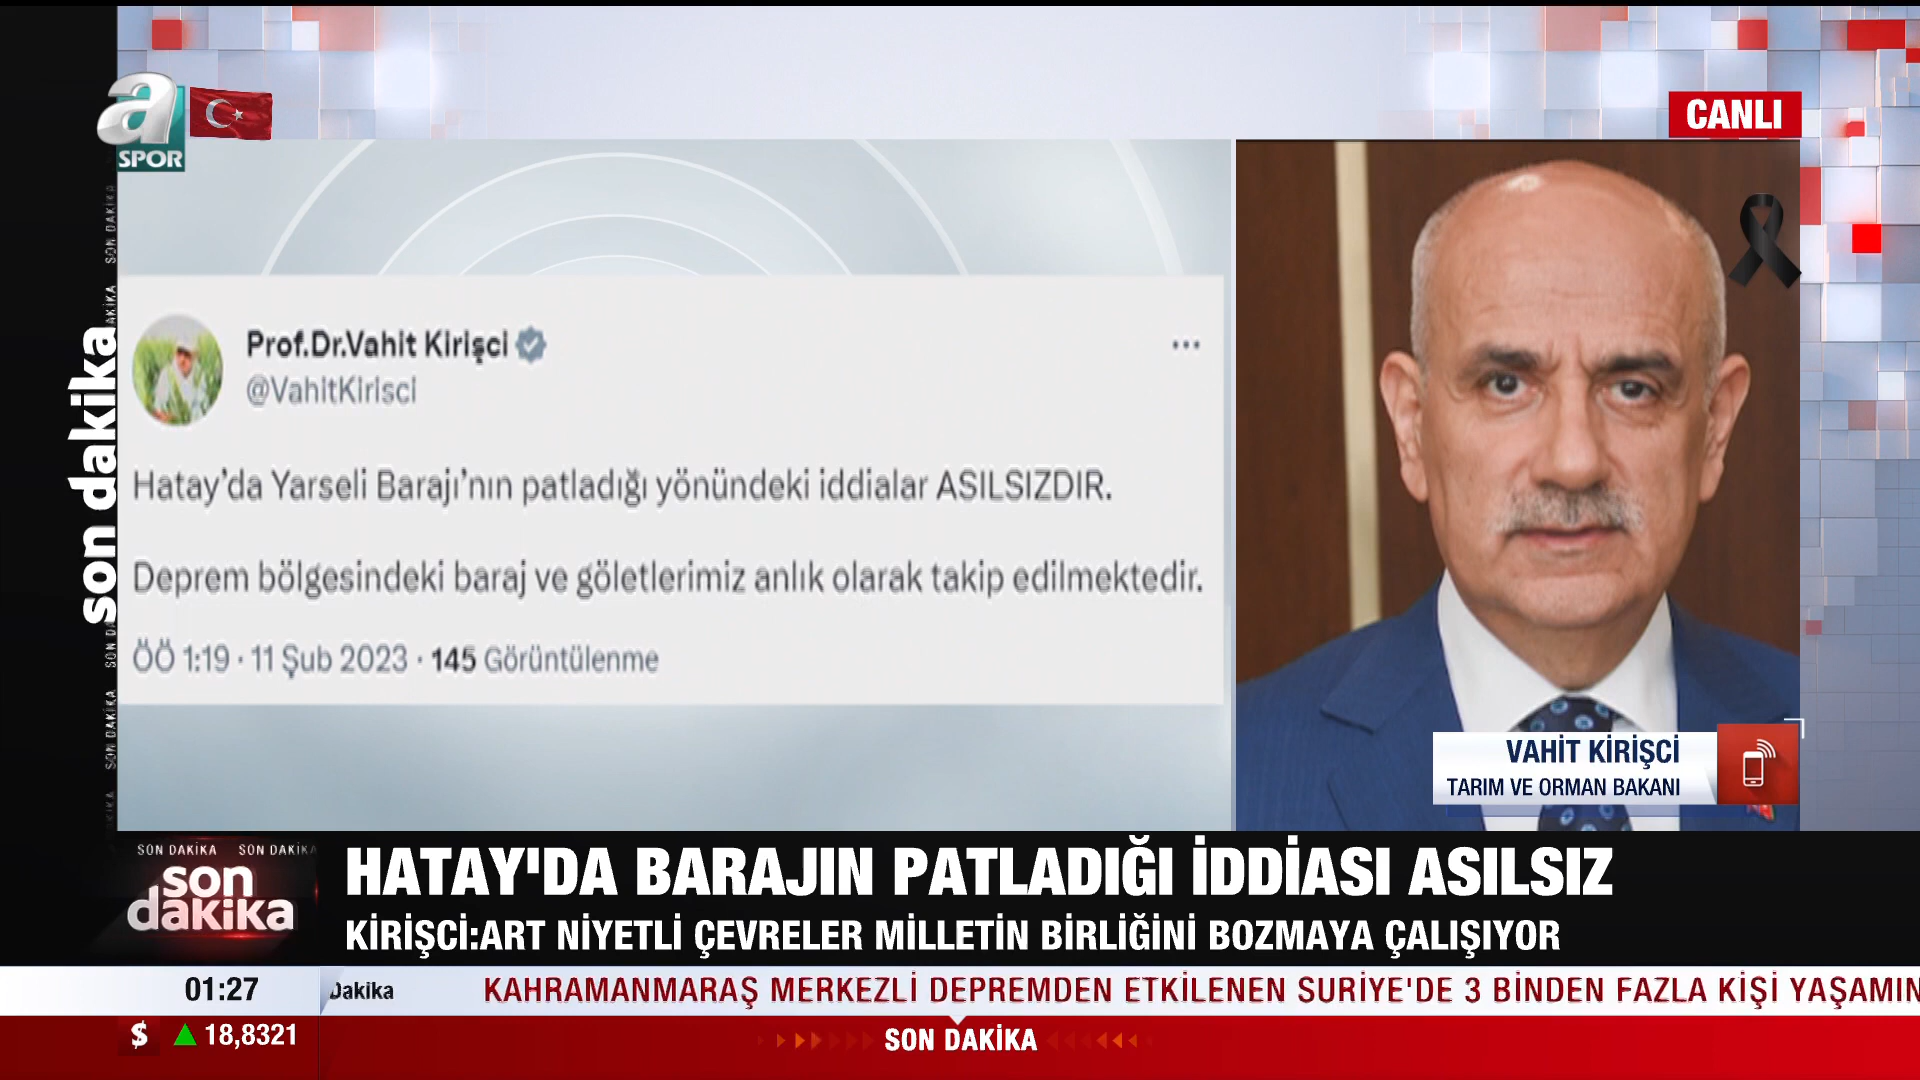 a
SPOR
CANLI
son dakika
Prof.Dr.Vahit Kirişci
@VahitKirisci
Hatay'da Yarseli Barajı'nın patladığı yönündeki iddialar ASILSIZDIR.
Deprem bölgesindeki baraj ve göletlerimiz anlık olarak takip edilmektedir.
ÖÖ 1:19 · 11 Şub 2023 · 145 Görüntülenme
VAHİT KİRİŞCİ
TARIM VE ORMAN BAKANI
SON DAKİKA SON DAKİKA
son
dakika
HATAY'DA BARAJIN PATLADIĞI İDDİASI ASILSIZ
KİRİŞCİ:ART NİYETLİ ÇEVRELER MİLLETİN BİRLİĞİNİ BOZMAYA ÇALIŞIYOR
01:27 Dakika KAHRAMANMARAŞ MERKEZLİ DEPREMDEN ETKİLENEN SURİYE'DE 3 BİNDEN FAZLA KİŞİ YAŞAMIN
$ 18,8321 SON DAKİKA